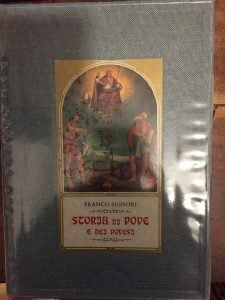 FRANCO SIGNORI
STORIA DI POVE
E DEI POVESI